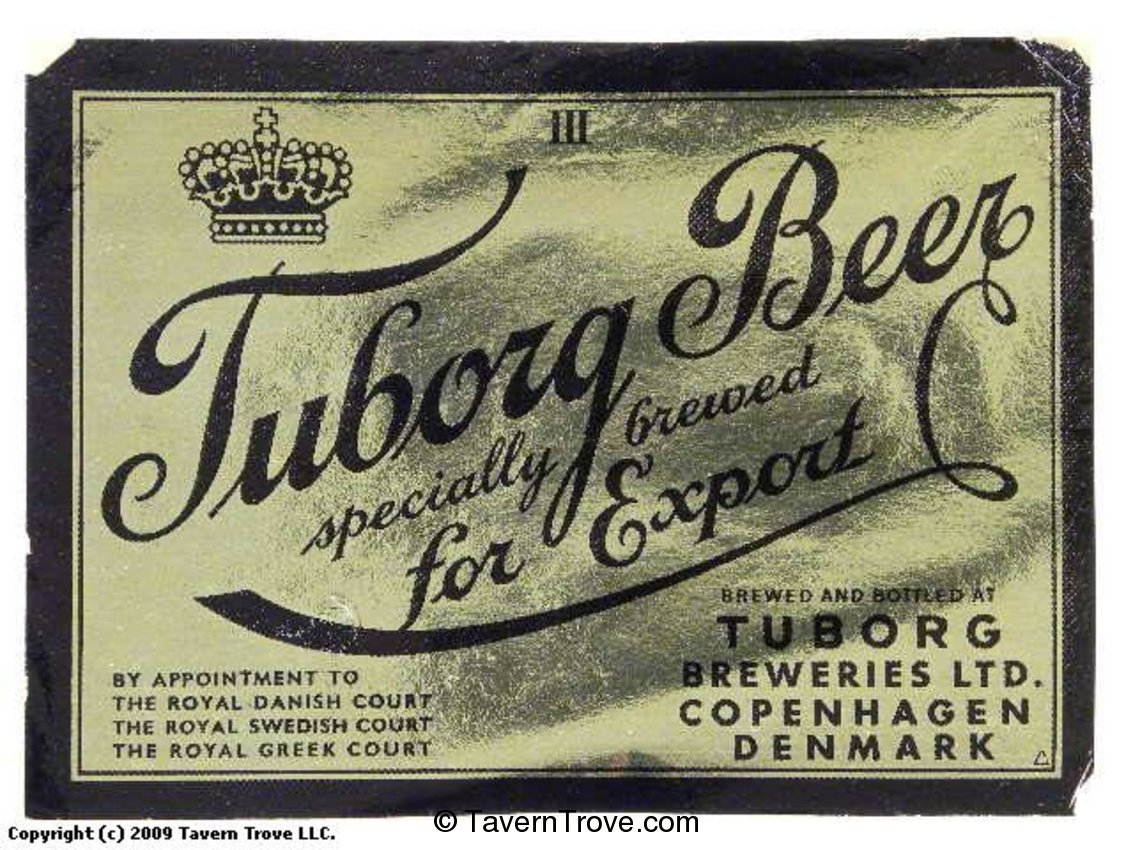 III
Tuborg Beer
specially brewed
for Export
BREWED AND BOTTLED AT
TUBORG
BREWERIES LTD.
COPENHAGEN
DENMARK
BY APPOINTMENT TO
THE ROYAL DANISH COURT
THE ROYAL SWEDISH COURT
THE ROYAL GREEK COURT
Copyright (c) 2009 Tavern Trove LLC.
© TavernTrove.com